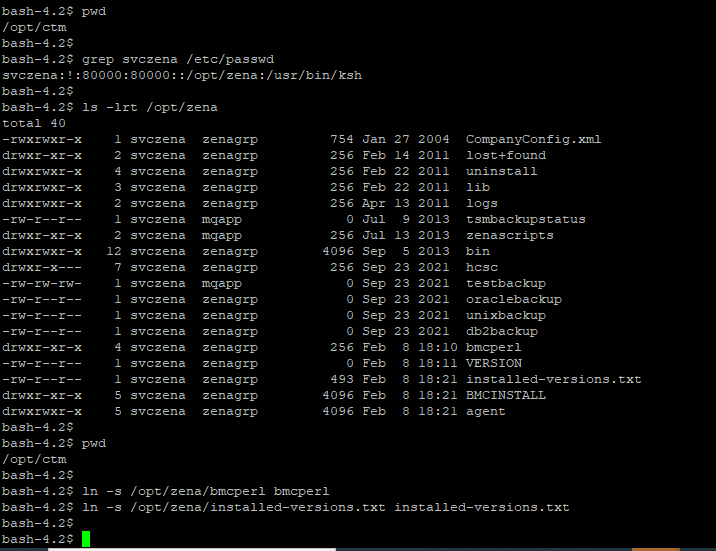 bash-4.2$ pwd
/opt/ctm
bash-4.2$
bash-4.2$ grep svczena /etc/passwd
svczena:!:80000:80000::/opt/zena:/usr/bin/ksh
bash-4.2$
bash-4.2$ ls -lrt /opt/zena
total 40
-rwxrwxr-x    1 svczena  zenagrp         754 Jan 27  2004  CompanyConfig.xml
drwxr-xr-x    2 svczena  zenagrp         256 Feb 14  2011  lost+found
drwxrwxr-x    4 svczena  zenagrp         256 Feb 22  2011  uninstall
drwxrwxr-x    3 svczena  zenagrp         256 Feb 22  2011  lib
drwxrwxr-x    2 svczena  zenagrp         256 Apr 13  2011  logs
-rw-r--r--    1 svczena  mqapp             0 Jul  9  2013  tsmbackupstatus
drwxr-xr-x    2 svczena  mqapp           256 Jul 13  2013  zenascripts
drwxrwxr-x   12 svczena  zenagrp        4096 Sep  5  2013  bin
drwxr-x---    7 svczena  zenagrp         256 Sep 23  2021  hcsc
-rw-rw-rw-    1 svczena  mqapp             0 Sep 23  2021  testbackup
-rw-r--r--    1 svczena  zenagrp           0 Sep 23  2021  oraclebackup
-rw-r--r--    1 svczena  zenagrp           0 Sep 23  2021  unixbackup
-rw-r--r--    1 svczena  zenagrp           0 Sep 23  2021  db2backup
drwxr-xr-x    4 svczena  zenagrp         256 Feb  8 18:10 bmcperl
-rw-r--r--    1 svczena  zenagrp           0 Feb  8 18:11 VERSION
-rw-r--r--    1 svczena  zenagrp         493 Feb  8 18:21 installed-versions.txt
drwxr-xr-x    5 svczena  zenagrp        4096 Feb  8 18:21 BMCINSTALL
drwxrwxr-x    5 svczena  zenagrp        4096 Feb  8 18:21 agent
bash-4.2$
bash-4.2$ pwd
/opt/ctm
bash-4.2$
bash-4.2$ ln -s /opt/zena/bmcperl bmcperl
bash-4.2$ ln -s /opt/zena/installed-versions.txt installed-versions.txt
bash-4.2$
bash-4.2$